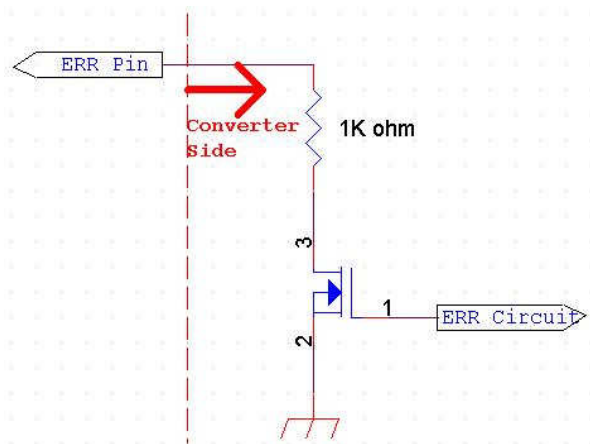 ERR Pin
Converter
Side
1K ohm
3
1
ERR Circuit
2